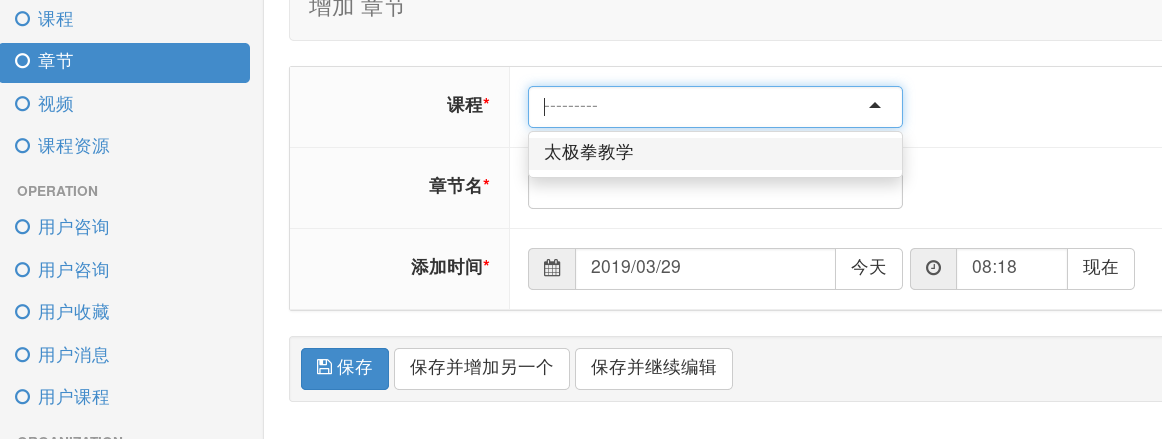 增加 章节
课程
章节
视频
课程资源
OPERATION
用户咨询
用户咨询
用户收藏
用户消息
用户课程
ORGANIZATION
课程*
---------
太极拳教学
章节名*
添加时间*
2019/03/29
今天
08:18
现在
保存
保存并增加另一个
保存并继续编辑